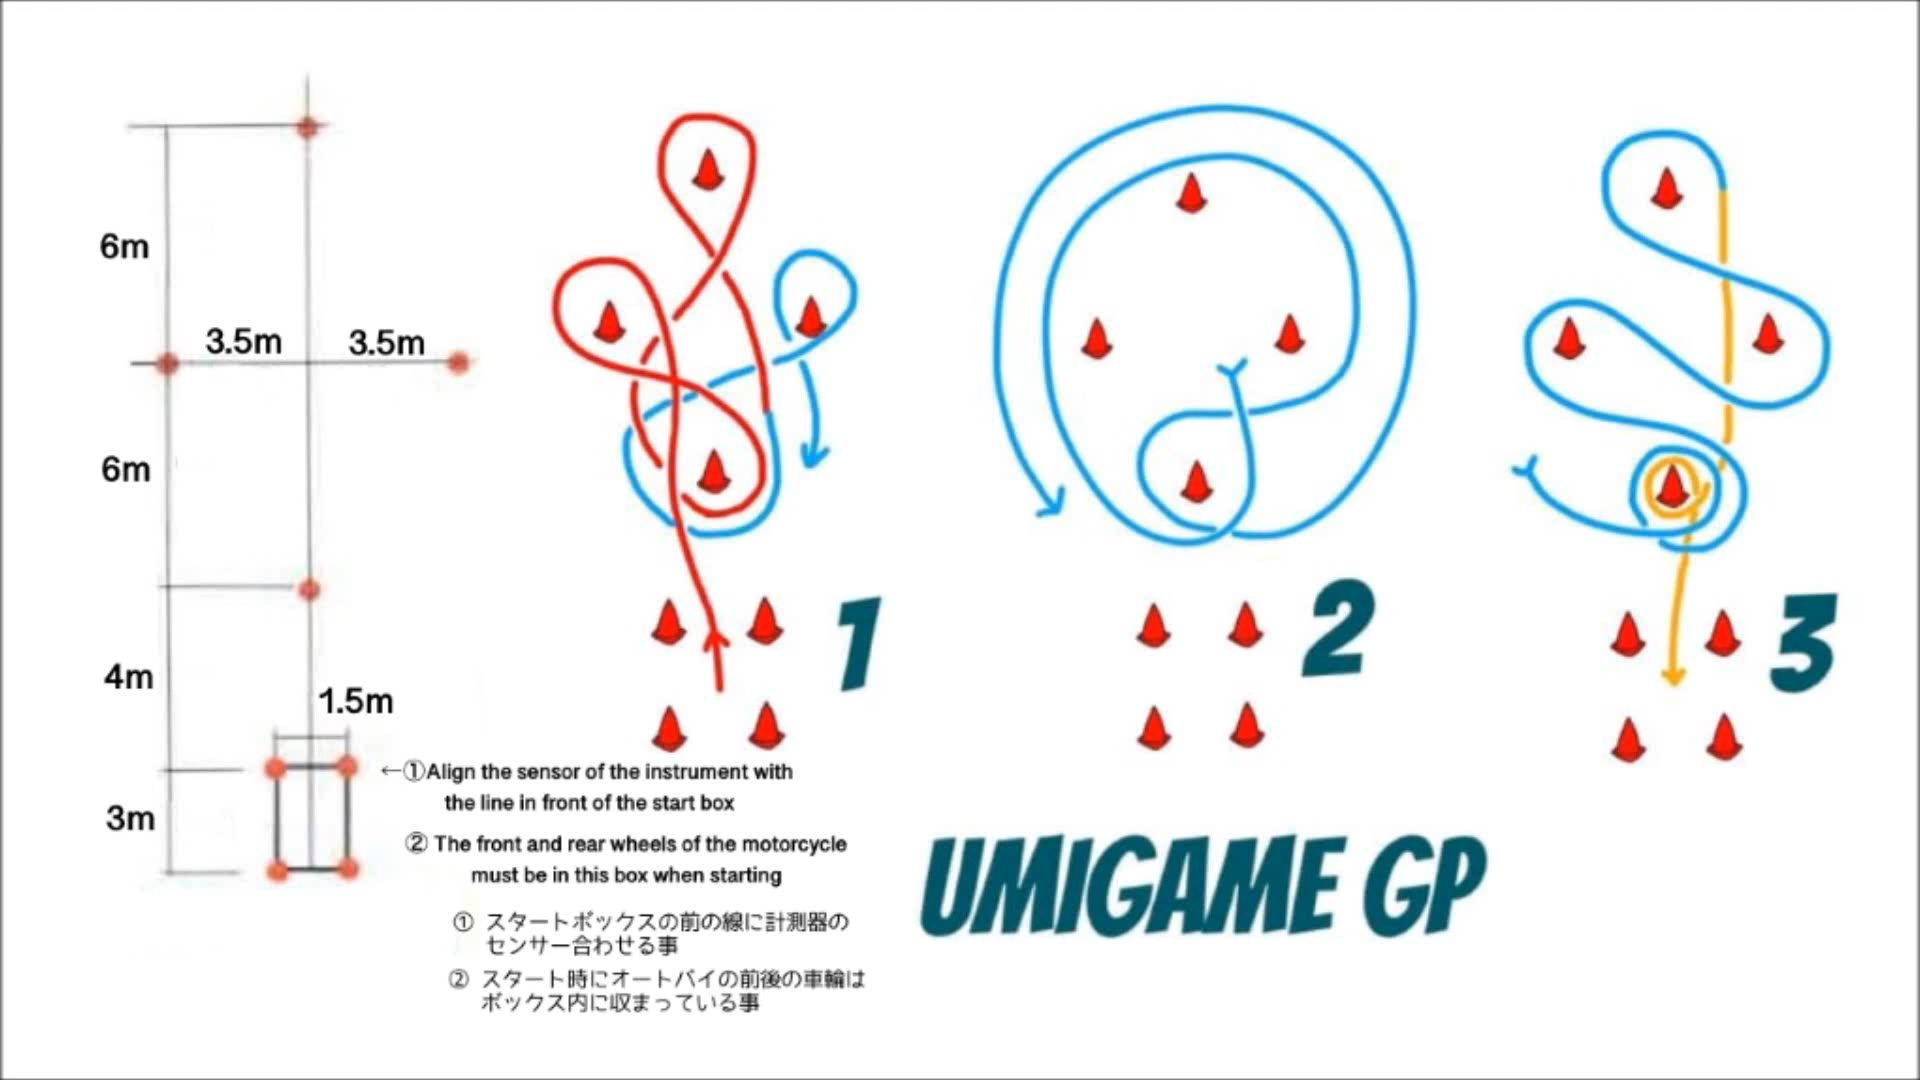 6m
3.5m
3.5m
6m
4m
1.5m
3m
1
2
3
←①Align the sensor of the instrument with
the line in front of the start box
② The front and rear wheels of the motorcycle
must be in this box when starting
① スタートボックスの前の線に計測器の
センサー合わせる事
② スタート時にオートバイの前後の車輪は
ボックス内に収まっている事
UMIGAME GP